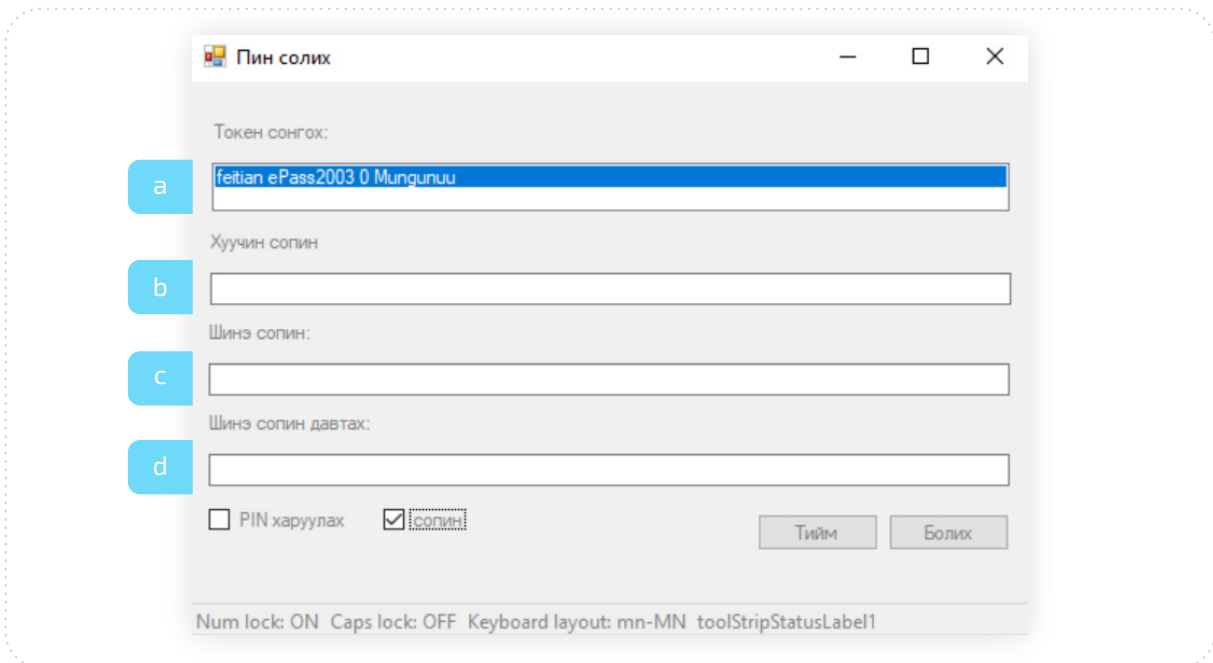 Пин солих
Токен сонгох:
a
feitian ePass2003 0 Mungunuu
Хуучин сопин
b
Шинэ сопин:
c
Шинэ сопин давтах:
d
PIN харуулах сопин
Тийм Болих
Num lock: ON Caps lock: OFF Keyboard layout: mn-MN toolStripStatusLabel1